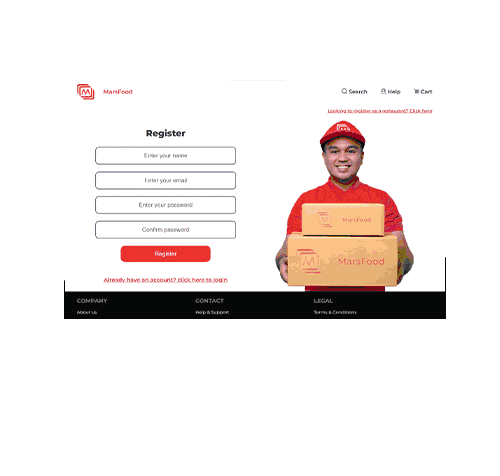 MarsFood
Search
Help
Cart
Looking to register as a restaurant? Click here
Register
Enter your name
Enter your email
Enter your password
Confirm password
Register
Already have an account? click here to login
MarsFood
MarsFood
COMPANY
CONTACT
LEGAL
About us
Help & Support
Terms & Conditions